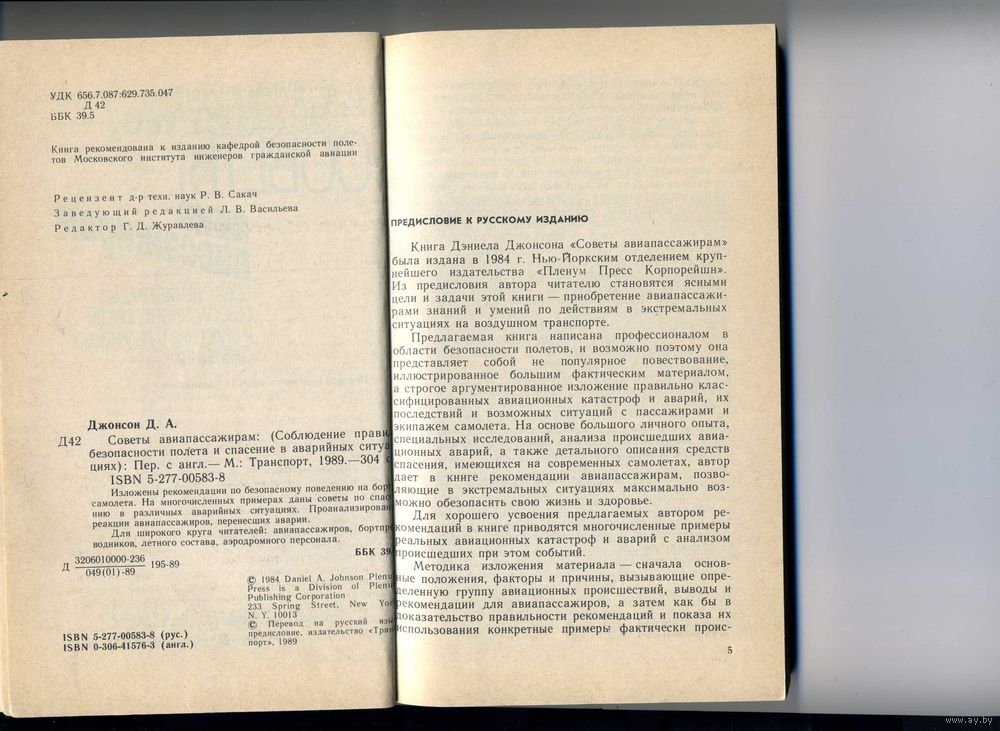 УДК 656.7.087:629.735.047
Д 42
ББК 39.5
Книга рекомендована к изданию кафедрой безопасности поле-
тов Московского института инженеров гражданской авиации
Рецензент д-р техн. наук Р. В. Сакач
Заведующий редакцией Л. В. Васильева
Редактор Г. Д. Журавлева
Джонсон Д. А.
Д42 Советы авиапассажирам: (Соблюдение прави
безопасности полета и спасение в аварийных ситуа
циях): Пер. с англ.— М.: Транспорт, 1989.—304 с
ISBN 5-277-00583-8
Изложены рекомендации по безопасному поведению на бор
самолета. На многочисленных примерах даны советы по спас
нию в различных аварийных ситуациях. Проанализирован
реакции авиапассажиров, перенесших аварии.
Для широкого круга читателей: авиапассажиров, бортпр
водников, летного состава, аэродромного персонала.
ББК 39
Д 3206010000-236 195-89
049(01)-89
© 1984 Daniel A. Johnson Plenu
Press is a Division of Plenu
Publishing Corporation
233 Spring Street, New Yor
N. Y. 10013
© Перевод на русский язы
предисловие, издательство «Тран
порт», 1989
ISBN 5-277-00583-8 (рус.)
ISBN 0-306-41576-3 (англ.)
ПРЕДИСЛОВИЕ К РУССКОМУ ИЗДАНИЮ
Книга Дэниела Джонсона «Советы авиапассажирам»
была издана в 1984 г. Нью-Йоркским отделением круп-
нейшего издательства «Пленум Пресс Корпорейшн».
Из предисловия автора читателю становятся ясными
цели и задачи этой книги — приобретение авиапассажи-
рами знаний и умений по действиям в экстремальных
ситуациях на воздушном транспорте.
Предлагаемая книга написана профессионалом в
области безопасности полетов, и возможно поэтому она
представляет собой не популярное повествование,
иллюстрированное большим фактическим материалом,
а строгое аргументированное изложение правильно клас-
сифицированных авиационных катастроф и аварий, их
последствий и возможных ситуаций с пассажирами и
экипажем самолета. На основе большого личного опыта,
специальных исследований, анализа происшедших авиа-
ционных аварий, а также детального описания средств
спасения, имеющихся на современных самолетах, автор
дает в книге рекомендации авиапассажирам, позво-
ляющие в экстремальных ситуациях максимально воз-
можно обезопасить свою жизнь и здоровье.
Для хорошего усвоения предлагаемых автором ре-
комендаций в книге приводятся многочисленные примеры
реальных авиационных катастроф и аварий с анализом
происшедших при этом событий.
Методика изложения материала — сначала основ-
ные положения, факторы и причины, вызывающие опре-
деленную группу авиационных происшествий, выводы и
рекомендации для авиапассажиров, а затем как бы в
доказательство правильности рекомендаций и показа их
использования конкретные примеры фактически проис-
5
www.ay.by